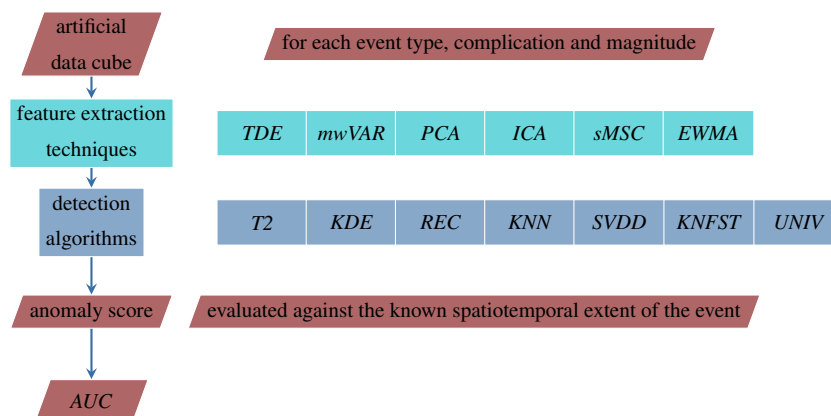 artificial
data cube
for each event type, complication and magnitude
feature extraction
techniques
TDE mwVAR PCA ICA sMSC EWMA
detection
algorithms
T2 KDE REC KNN SVDD KNFST UNIV
anomaly score
evaluated against the known spatiotemporal extent of the event
AUC